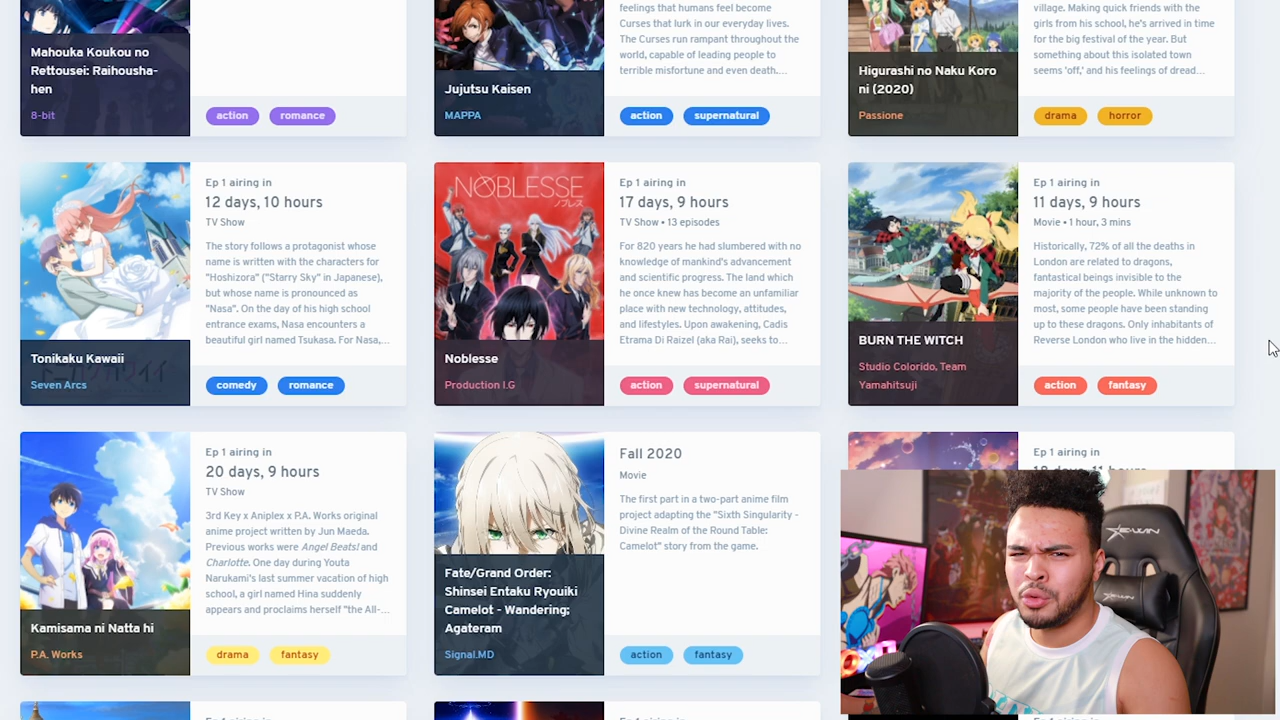 Mahouka Koukou no
Rettousei: Raihousha-
hen
8-bit
action romance
Jujutsu Kaisen
MAPPA
feelings that humans feel become
Curses that lurk in our everyday lives.
The Curses run rampant throughout the
world, capable of leading people to
terrible misfortune and even death.…
action supernatural
Higurashi no Naku Koro
ni (2020)
Passione
village. Making quick friends with the
girls from his school, he's arrived in time
for the big festival of the year. But
something about this isolated town
seems 'off,' and his feelings of dread…
drama horror
Tonikaku Kawaii
Seven Arcs
Ep 1 airing in
12 days, 10 hours
TV Show
The story follows a protagonist whose
name is written with the characters for
"Hoshizora" ("Starry Sky" in Japanese),
but whose name is pronounced as
"Nasa". On the day of his high school
entrance exams, Nasa encounters a
beautiful girl named Tsukasa. For Nasa,…
comedy romance
NOBLESSE
ノブレス
Noblesse
Production I.G
Ep 1 airing in
17 days, 9 hours
TV Show • 13 episodes
For 820 years he had slumbered with no
knowledge of mankind's advancement
and scientific progress. The land which
he once knew has become an unfamiliar
place with new technology, attitudes,
and lifestyles. Upon awakening, Cadis
Etrama Di Raizel (aka Rai), seeks to…
action supernatural
BURN THE WITCH
Studio Colorido, Team
Yamahitsuji
Ep 1 airing in
11 days, 9 hours
Movie • 1 hour, 3 mins
Historically, 72% of all the deaths in
London are related to dragons,
fantastical beings invisible to the
majority of the people. While unknown to
most, some people have been standing
up to these dragons. Only inhabitants of
Reverse London who live in the hidden…
action fantasy
Kamisama ni Natta hi
P.A. Works
Ep 1 airing in
20 days, 9 hours
TV Show
3rd Key x Aniplex x P.A. Works original
anime project written by Jun Maeda.
Previous works were Angel Beats! and
Charlotte. One day during Youta
Narukami's last summer vacation of high
school, a girl named Hina suddenly
appears and proclaims herself "the All-…
drama fantasy
Fate/Grand Order:
Shinsei Entaku Ryouiki
Camelot - Wandering;
Agateram
Signal.MD
Fall 2020
Movie
The first part in a two-part anime film
project adapting the "Sixth Singularity -
Divine Realm of the Round Table:
Camelot" story from the game.
action fantasy
Ep 1 airing in
Ep 1 airing in